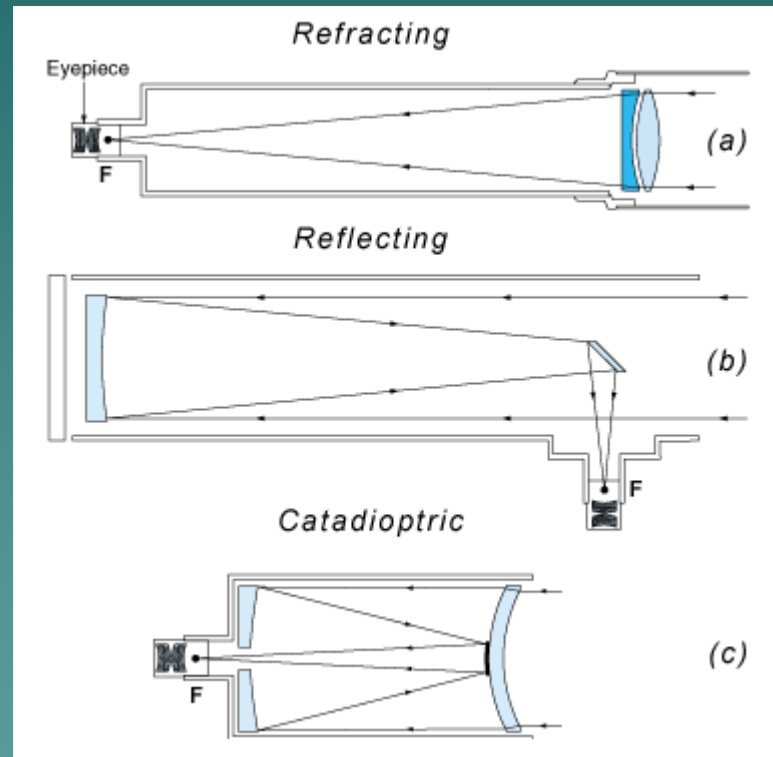 Refracting
Eyepiece
F
(a)
Reflecting
(b)
F
Catadioptric
F
(c)